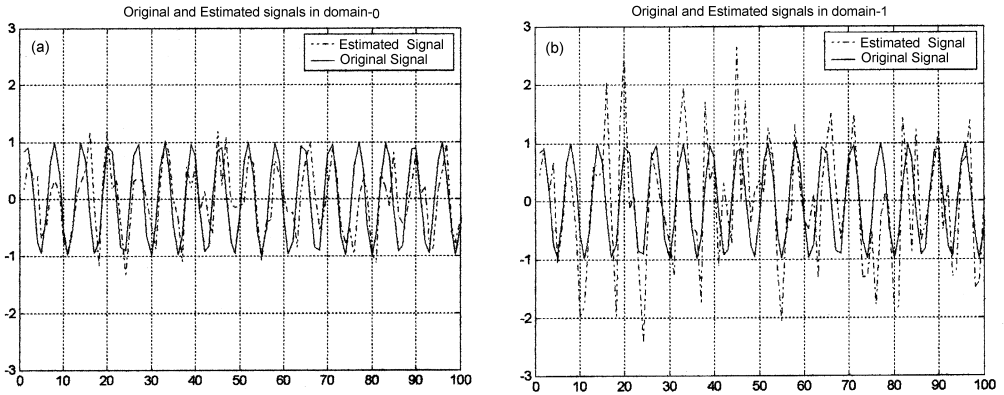 Original and Estimated signals in domain-0
(a)
Estimated Signal
Original Signal
3
2
1
0
-1
-2
-3
0 10 20 30 40 50 60 70 80 90 100
Original and Estimated signals in domain-1
(b)
Estimated Signal
Original Signal
3
2
1
0
-1
-2
-3
0 10 20 30 40 50 60 70 80 90 100